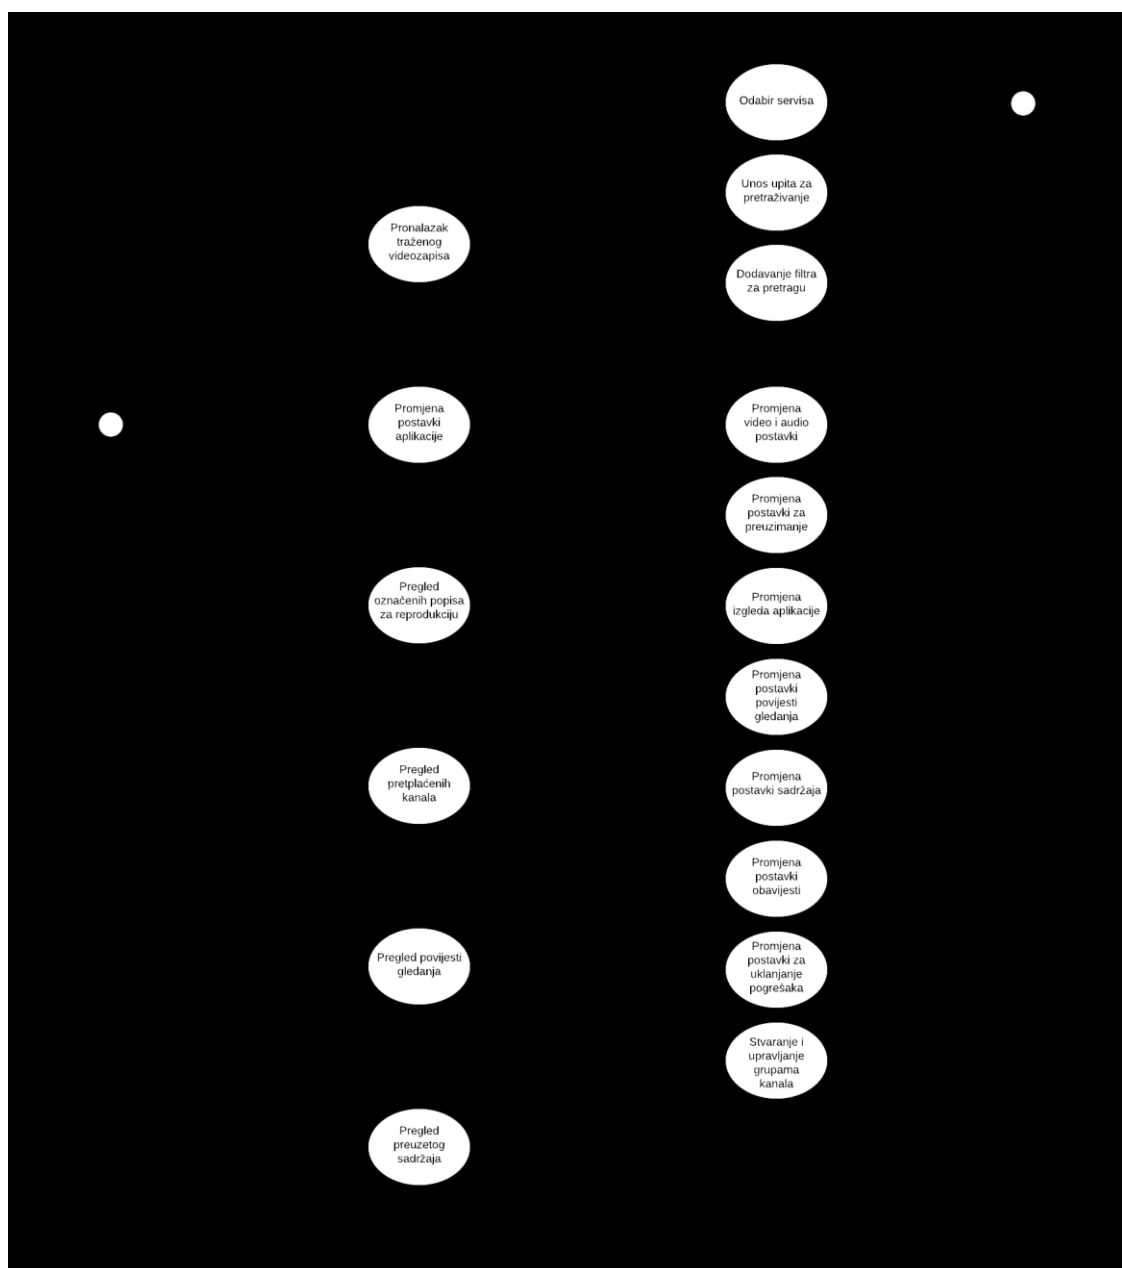 Pronalazak
traženog
videozapisa
Promjena
postavki
aplikacije
Pregled
označenih popisa
za reprodukciju
Pregled
pretplaćenih
kanala
Pregled povijesti
gledanja
Pregled
preuzetog
sadržaja
Odabir servisa
Unos upita za
pretraživanje
Dodavanje filtra
za pretragu
Promjena
video i audio
postavki
Promjena
postavki za
preuzimanje
Promjena
izgleda aplikacije
Promjena
postavki
povijesti
gledanja
Promjena
postavki sadržaja
Promjena
postavki
obavijesti
Promjena
postavki za
uklanjanje
pogrešaka
Stvaranje i
upravljanje
grupama
kanala